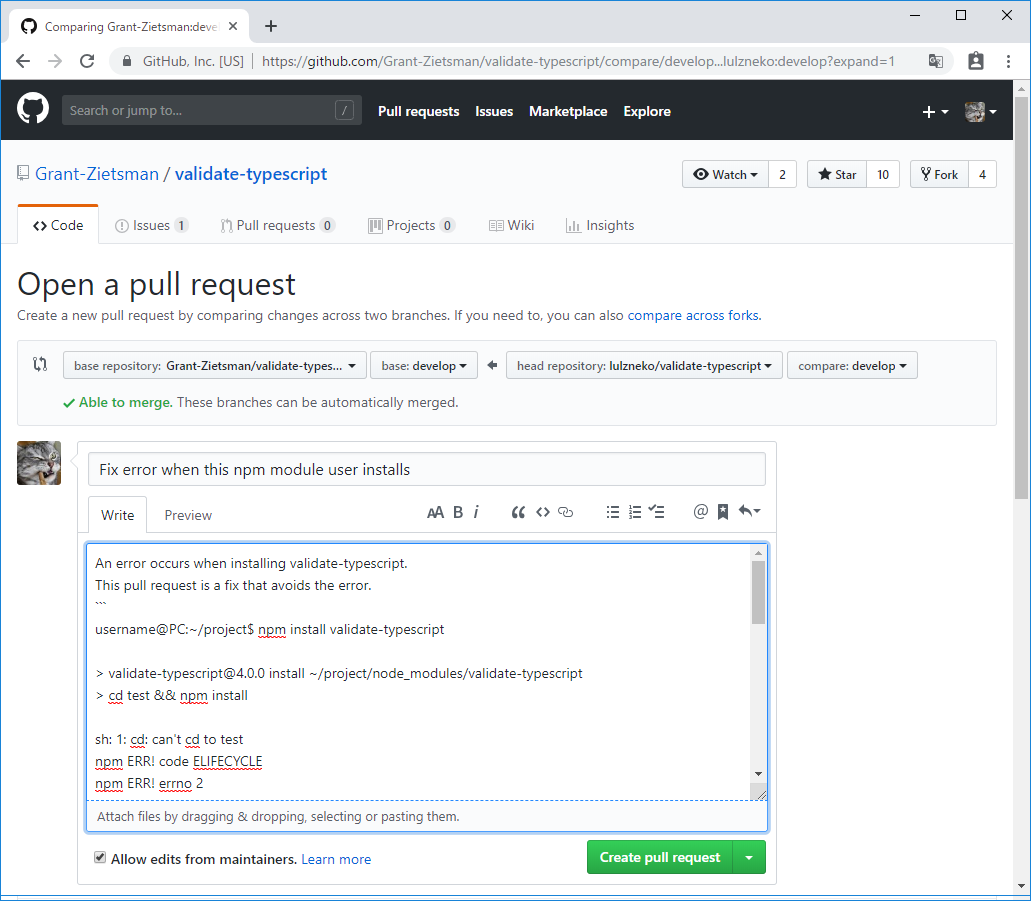 Comparing Grant-Zietsman:deve
GitHub, Inc. [US] | https://github.com/Grant-Zietsman/validate-typescript/compare/develop...lulzneko:develop?expand=1
Search or jump to... / Pull requests Issues Marketplace Explore
Grant-Zietsman / validate-typescript Watch 2 Star 10 Fork 4
Code Issues 1 Pull requests 0 Projects 0 Wiki Insights
Open a pull request
Create a new pull request by comparing changes across two branches. If you need to, you can also compare across forks.
base repository: Grant-Zietsman/validate-types... base: develop head repository: lulzneko/validate-typescript compare: develop
Able to merge. These branches can be automatically merged.
Fix error when this npm module user installs
Write Preview AA B i @
An error occurs when installing validate-typescript.
This pull request is a fix that avoids the error.
```
username@PC:~/project$ npm install validate-typescript
> validate-typescript@4.0.0 install ~/project/node_modules/validate-typescript
> cd test && npm install
sh: 1: cd: can't cd to test
npm ERR! code ELIFECYCLE
npm ERR! errno 2
Attach files by dragging & dropping, selecting or pasting them.
Allow edits from maintainers. Learn more Create pull request